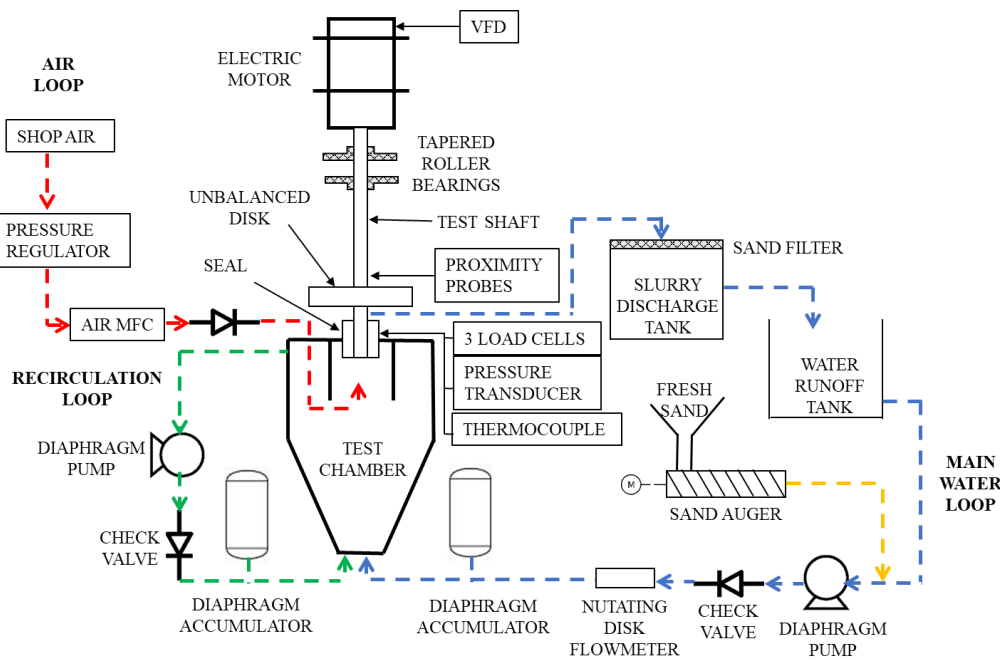 VFD
ELECTRIC
MOTOR
AIR
LOOP
SHOP AIR
TAPERED
ROLLER
BEARINGS
UNBALANCED
DISK
TEST SHAFT
PRESSURE
REGULATOR
SEAL
PROXIMITY
PROBES
SAND FILTER
SLURRY
DISCHARGE
TANK
AIR MFC
3 LOAD CELLS
PRESSURE
TRANSDUCER
THERMOCOUPLE
WATER
RUNOFF
TANK
RECIRCULATION
LOOP
FRESH
SAND
DIAPHRAGM
PUMP
TEST
CHAMBER
M
SAND AUGER
MAIN
WATER
LOOP
CHECK
VALVE
DIAPHRAGM
ACCUMULATOR
DIAPHRAGM
ACCUMULATOR
NUTATING
DISK
FLOWMETER
CHECK
VALVE
DIAPHRAGM
PUMP